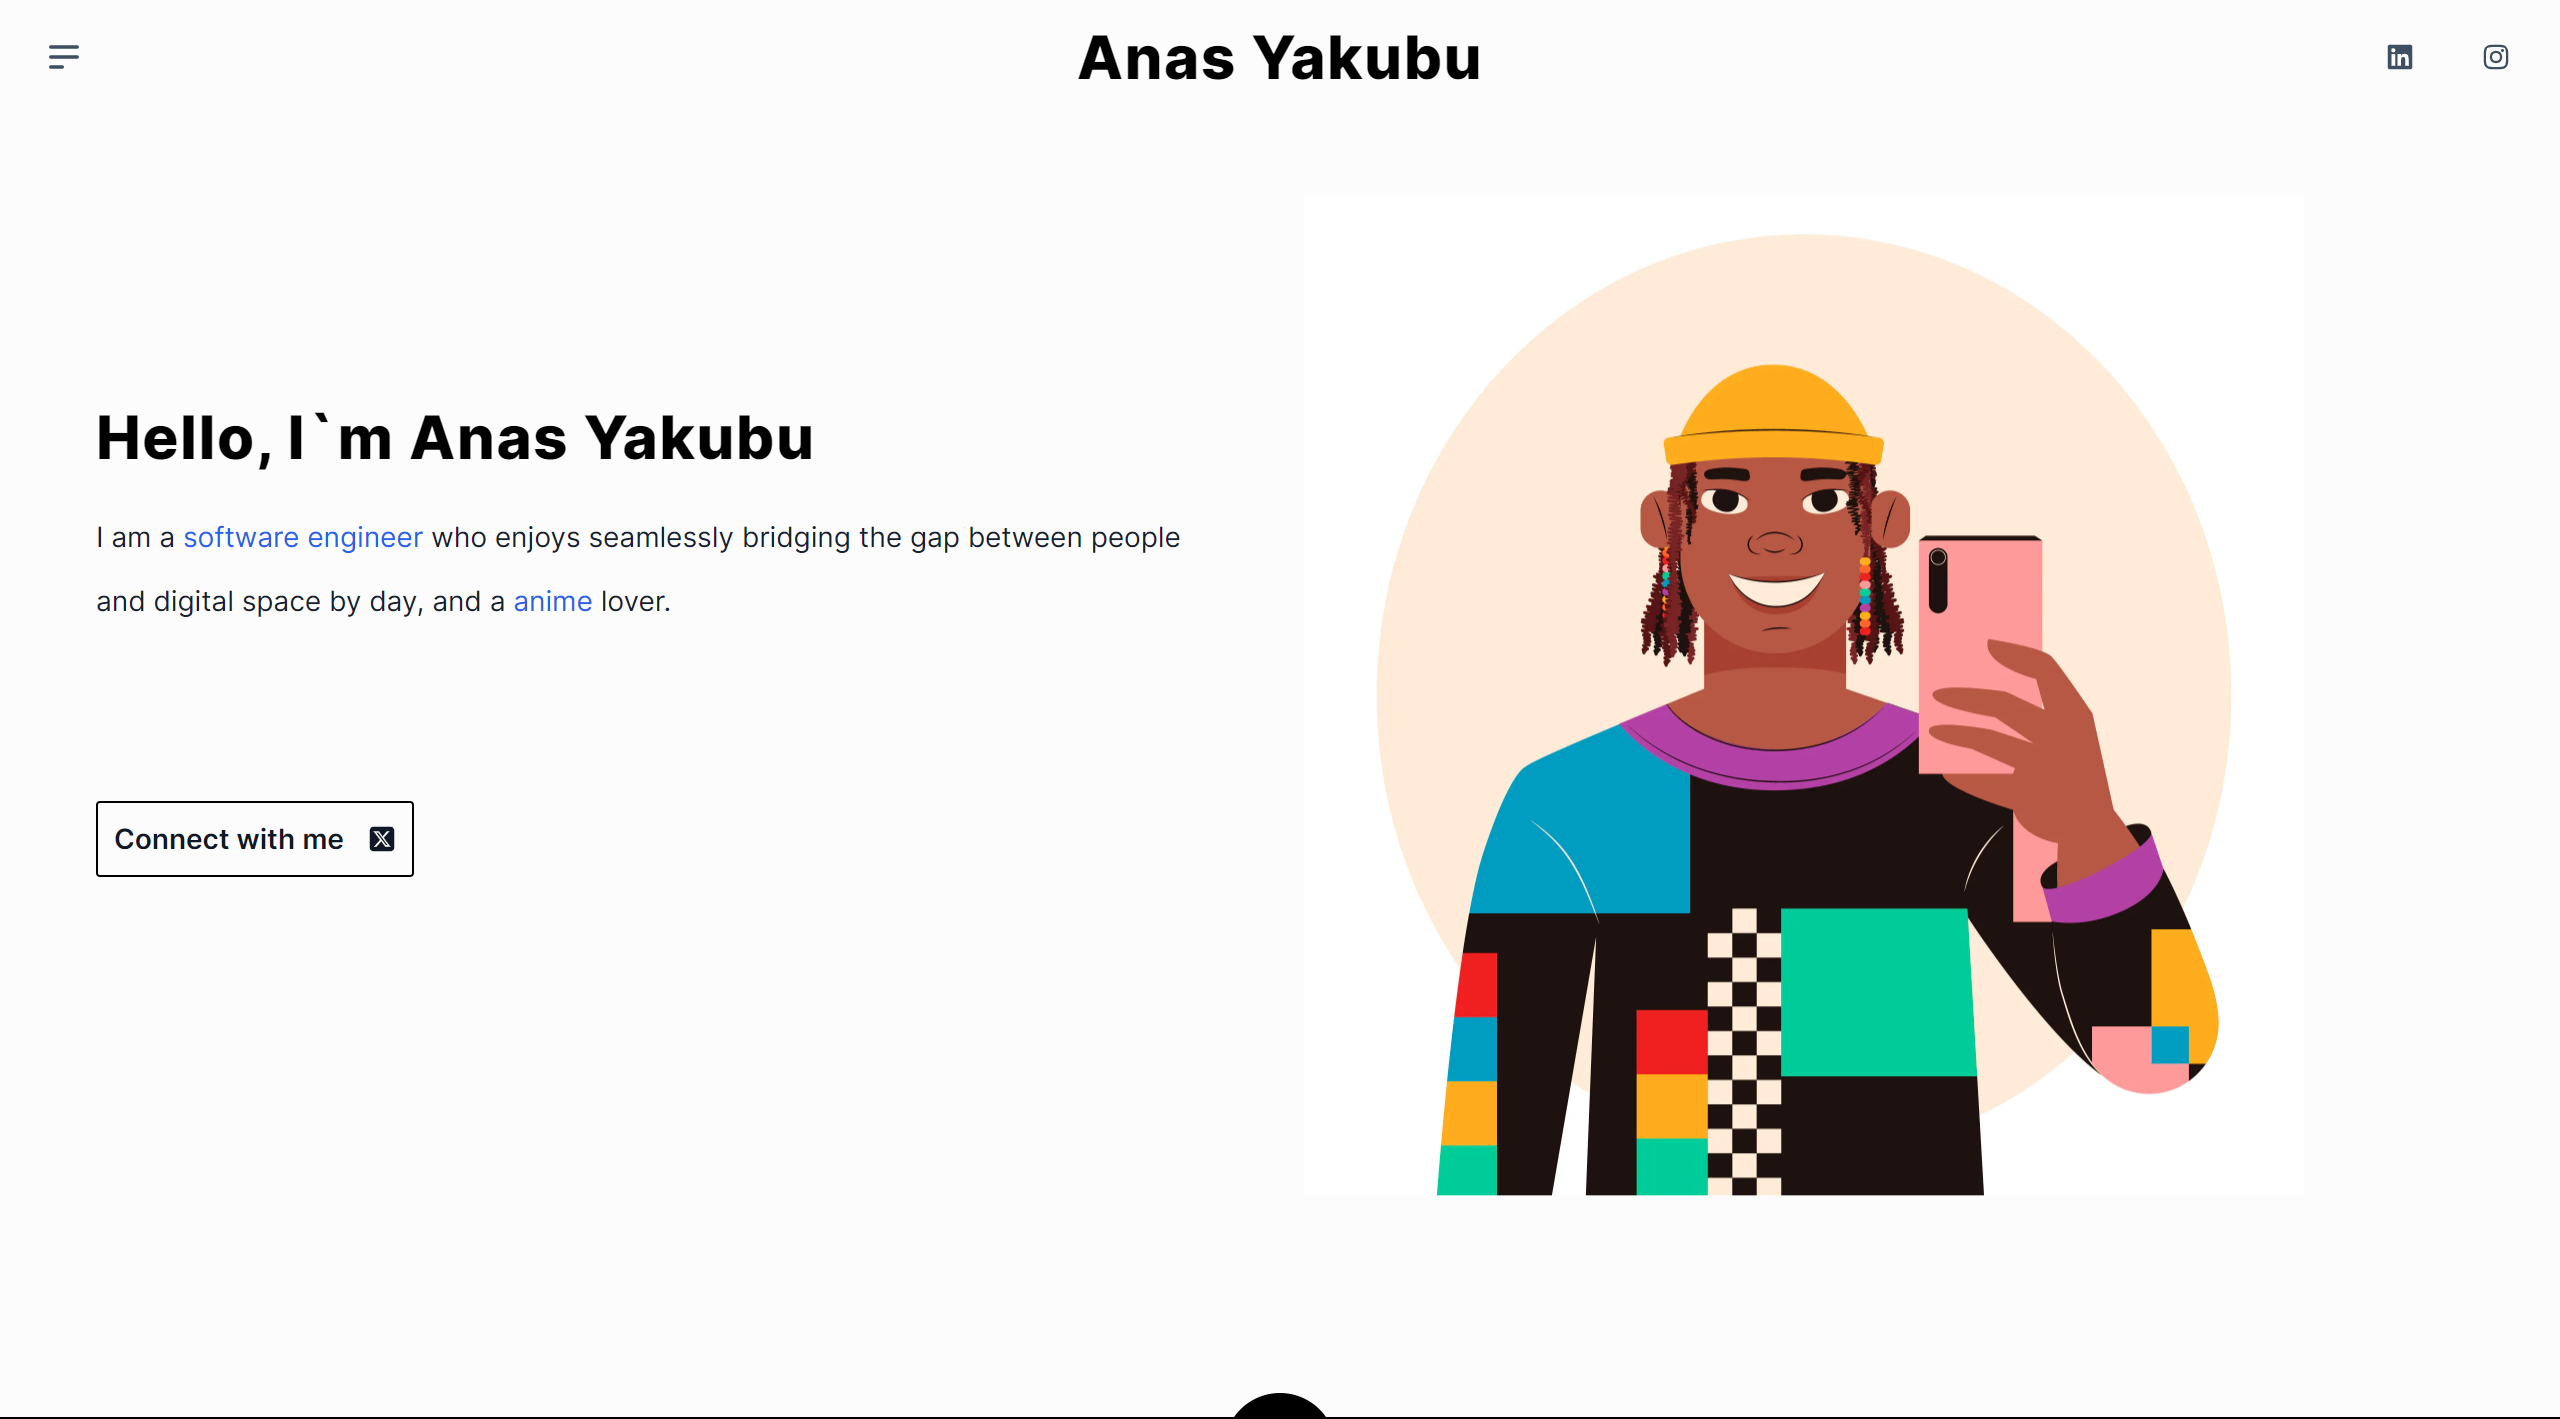 Anas Yakubu
Hello, I`m Anas Yakubu
I am a software engineer who enjoys seamlessly bridging the gap between people
and digital space by day, and a anime lover.
Connect with me